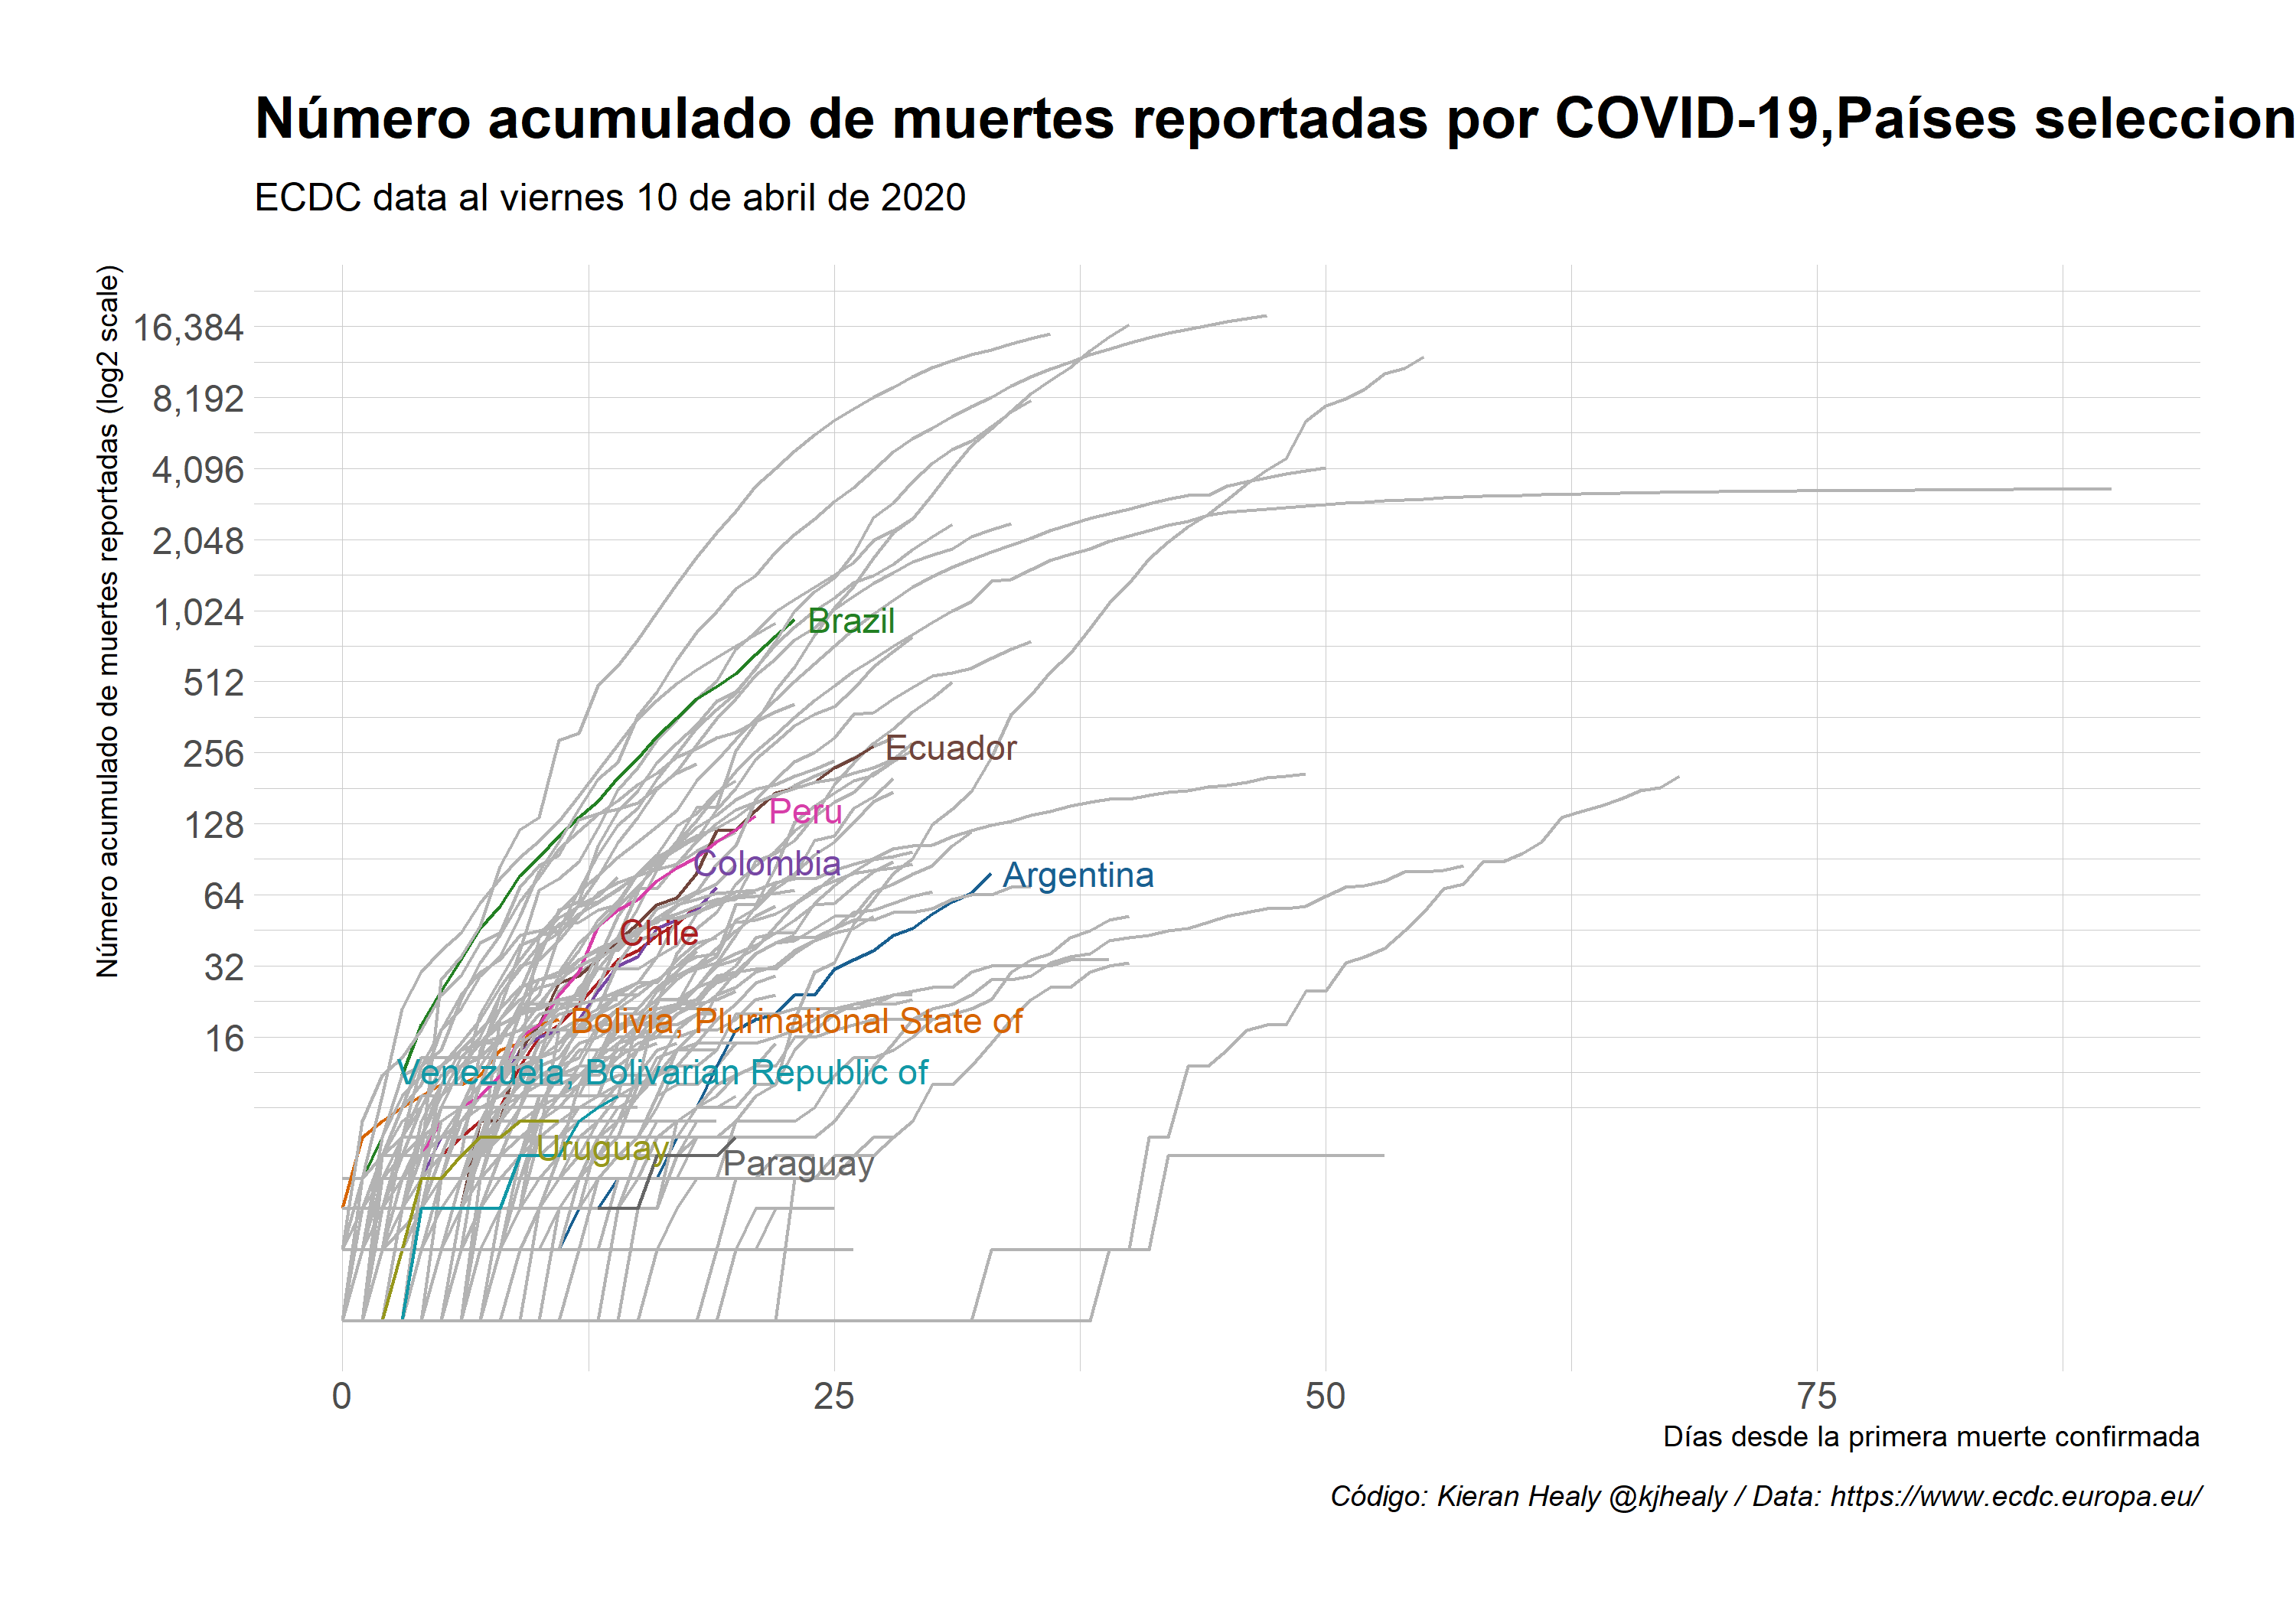 Número acumulado de muertes reportadas por COVID-19,Países seleccion
ECDC data al viernes 10 de abril de 2020
Número acumulado de muertes reportadas (log2 scale)
16,384
8,192
4,096
2,048
1,024
512
256
128
64
32
16
Brazil
Ecuador
Peru
Colombia
Argentina
Chile
Bolivia, Plurinational State of
Venezuela, Bolivarian Republic of
Uruguay
Paraguay
0 25 50 75
Días desde la primera muerte confirmada
Código: Kieran Healy @kjhealy / Data: https://www.ecdc.europa.eu/